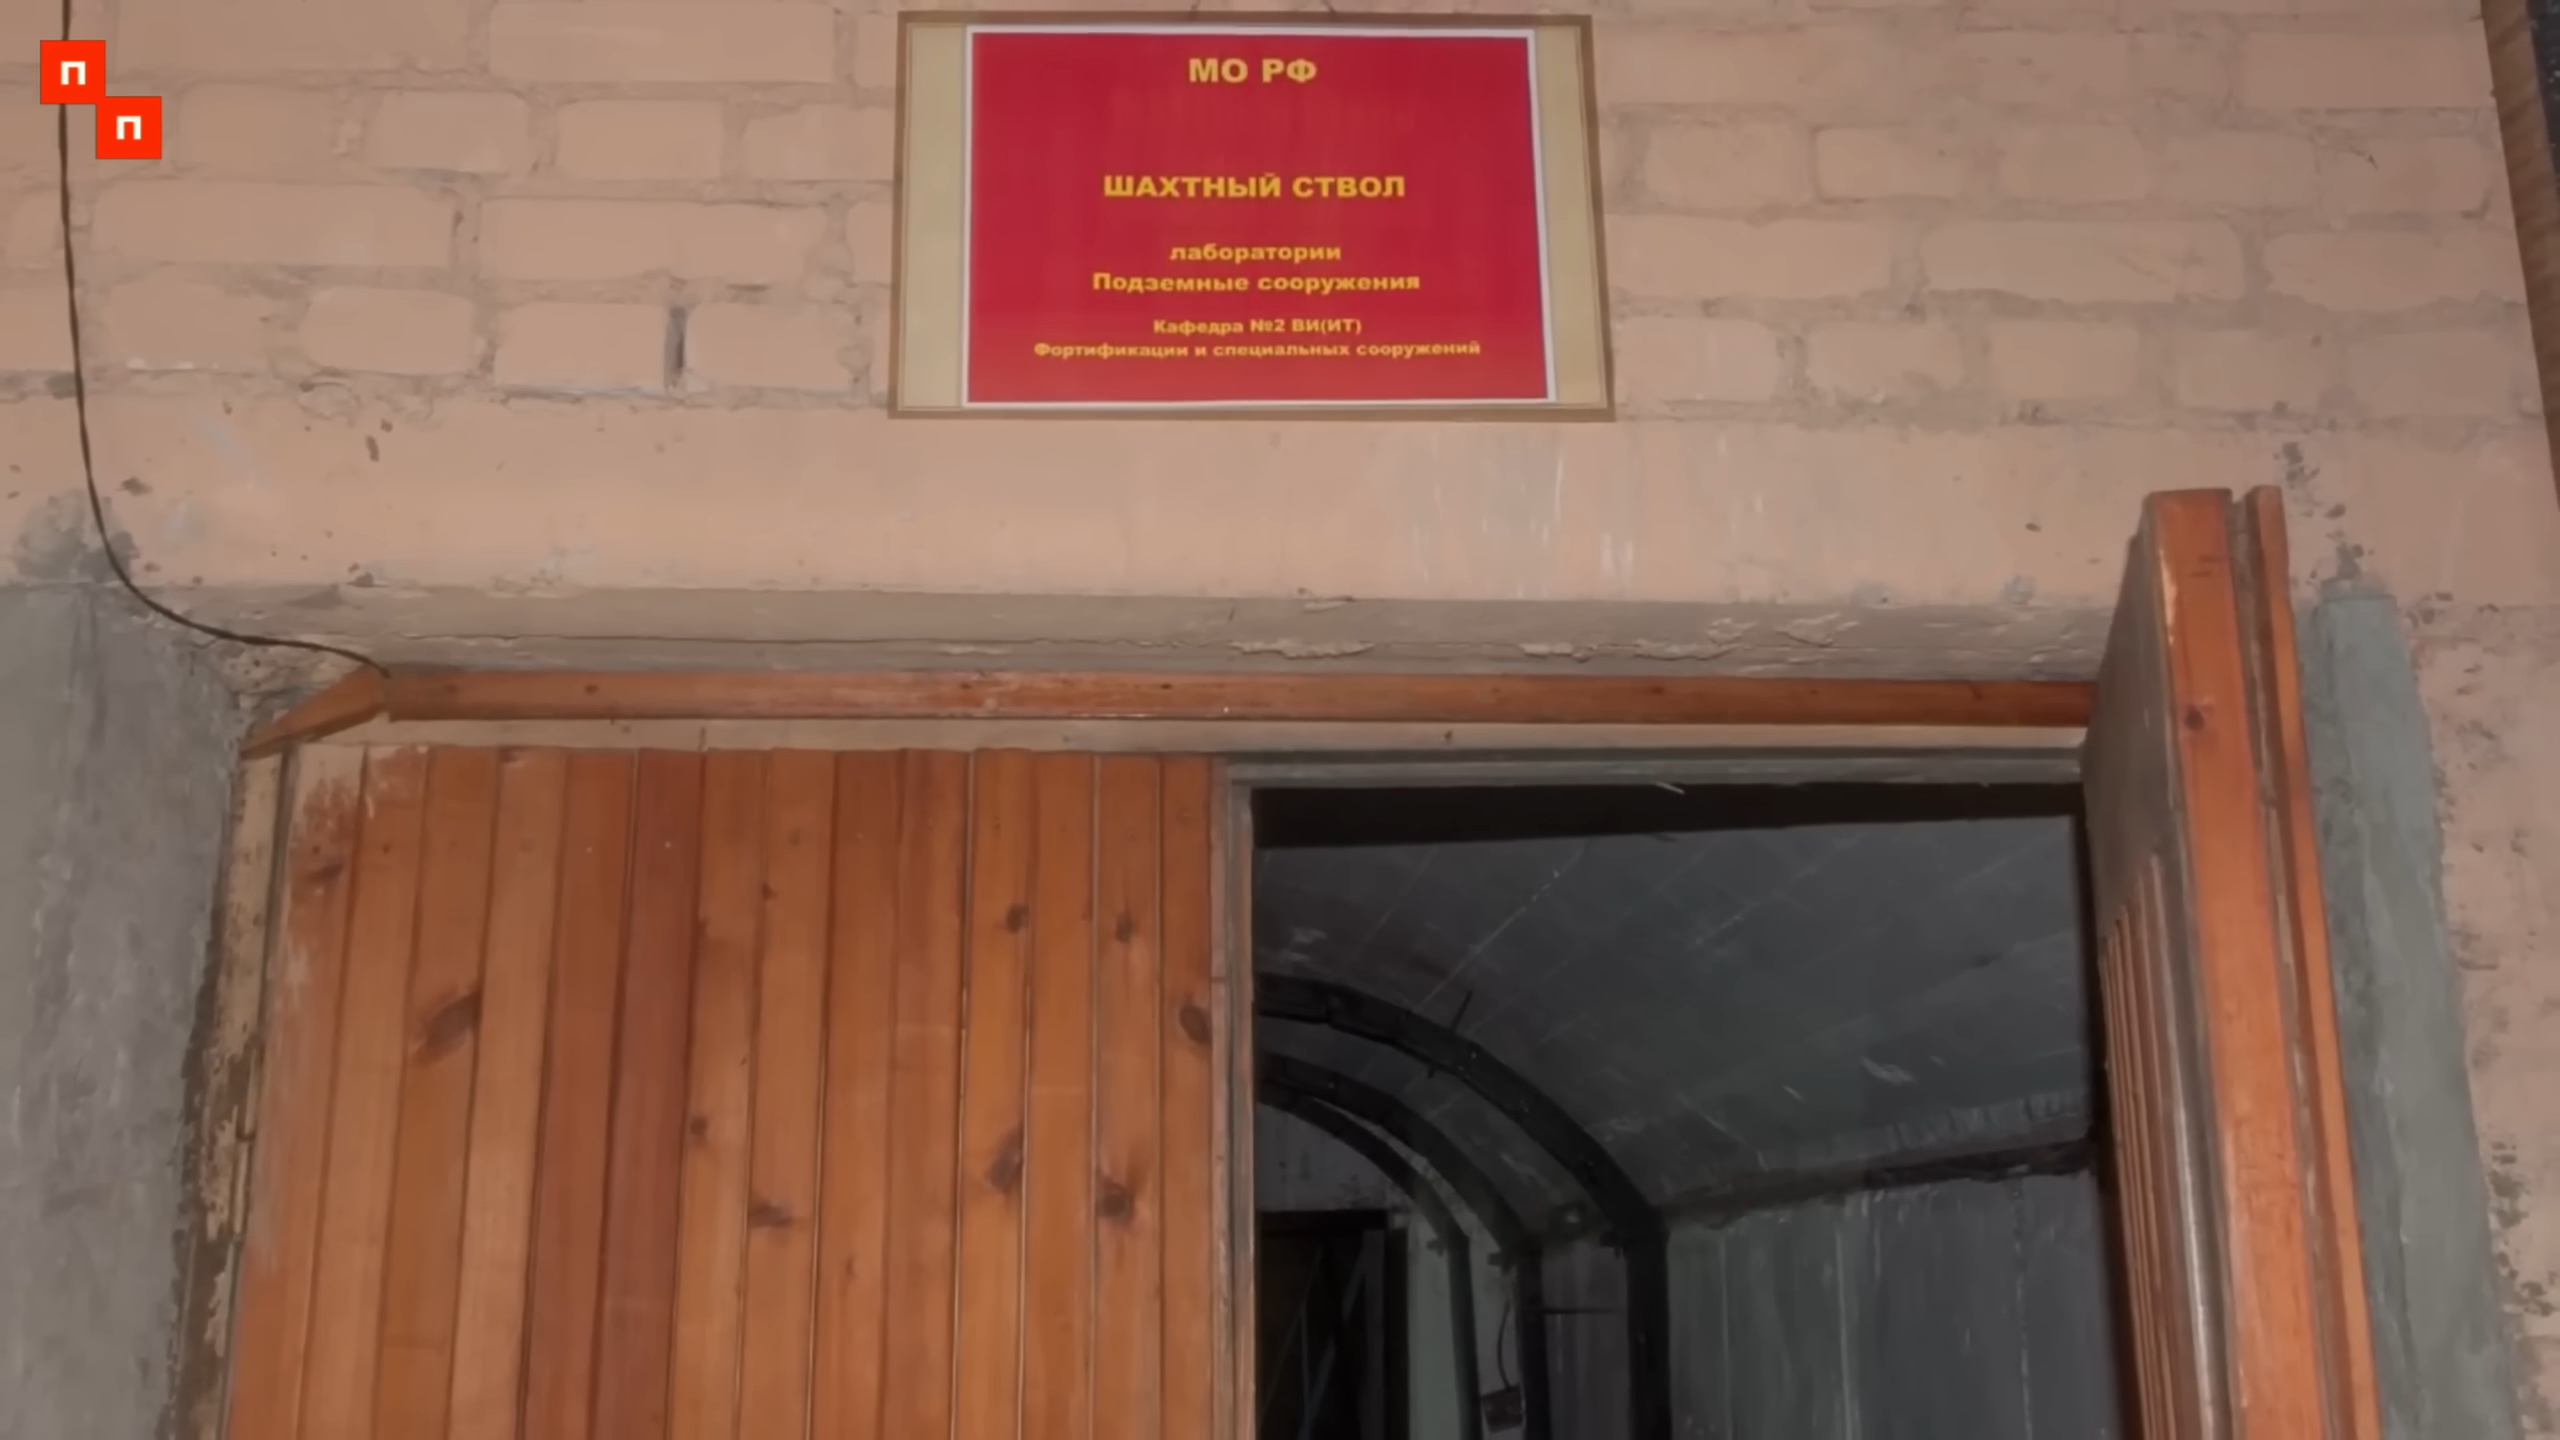 П
П
МО РФ
ШАХТНЫЙ СТВОЛ
лаборатории
Подземные сооружения
Кафедра №2 ВИ(ИТ)
Фортификации и специальных сооружений